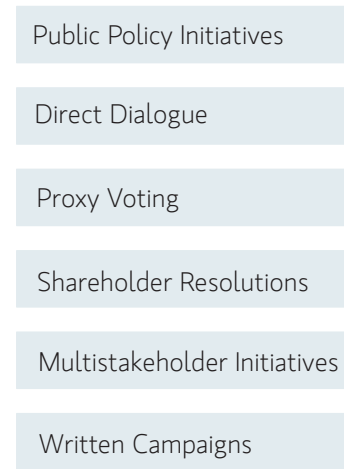 Public Policy Initiatives
Direct Dialogue
Proxy Voting
Shareholder Resolutions
Multistakeholder Initiatives
Written Campaigns